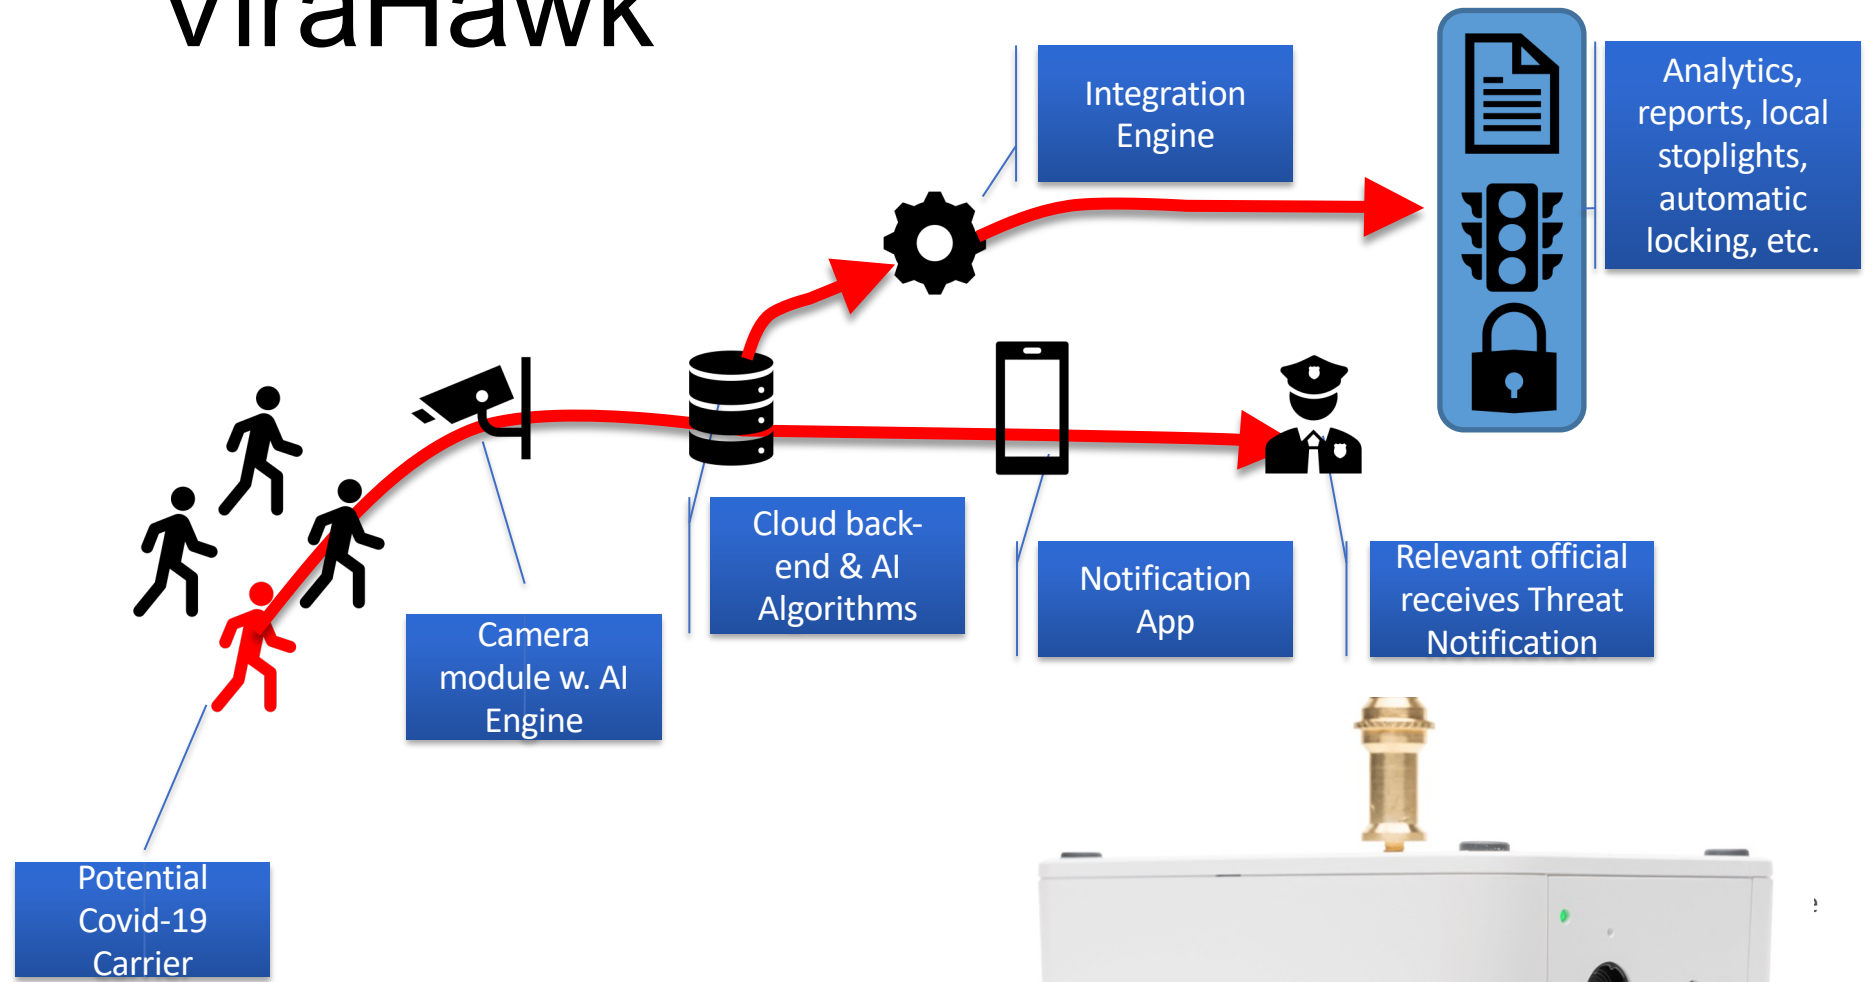 ViraHawk
Integration
Engine
Analytics,
reports, local
stoplights,
automatic
locking, etc.
Cloud back-
end & AI
Algorithms
Notification
App
Relevant official
receives Threat
Notification
Camera
module w. AI
Engine
Potential
Covid-19
Carrier